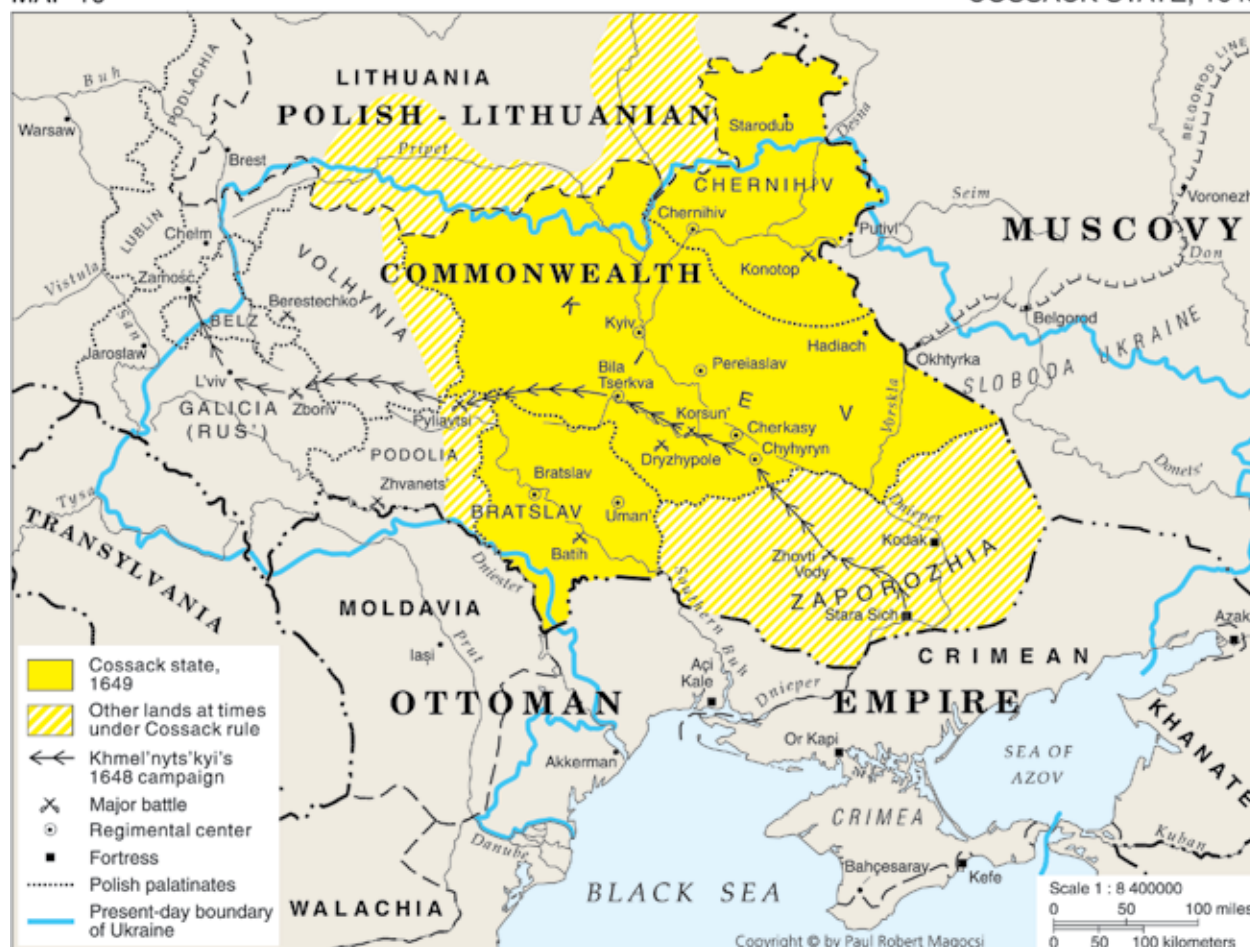 LITHUANIA
POLISH - LITHUANIAN
COMMONWEALTH
MUSCOVY
BELGOROD LINE
Buh
PODLACHIA
Warsaw
Brest
Pripet
Starodub
Desna
CHERNIHIV
Chernihiv
Seim
Voronezh
Putivl'
Don
LUBLIN
Chelm
VOLHYNIA
Konotop
Vistula
Zamość
Berestechko
K
E
V
San
BELZ
Kyiv
Hadiach
Belgorod
Okhtyrka
Jaroslaw
SLOBODA UKRAINE
Pereiaslav
L'viv
Bila
Tserkva
Vorskla
GALICIA
(RUS')
Zboriv
Pyliavtsi
Korsun'
Cherkasy
Chyhyryn
Dryzhypole
PODOLIA
Donets'
Zhvanets'
Bratslav
BRATSLAV
Uman'
Batih
Dnieper
Kodak
Zhovti
Vody
ZAPOROZHIA
Stara Sich
Tysa
TRANSYLVANIA
Dniester
MOLDAVIA
Prut
Iași
Southern Buh
CRIMEAN
Azak
OTTOMAN
EMPIRE
Açi
Kale
Dnieper
KHANATE
Or Kapi
SEA OF
AZOV
Akkerman
CRIMEA
Kuban
Danube
Bahçesaray
Kefe
BLACK SEA
WALACHIA
Cossack state,
1649
Other lands at times
under Cossack rule
Khmel'nyts'kyi's
1648 campaign
Major battle
Regimental center
Fortress
Polish palatinates
Present-day boundary
of Ukraine
Scale 1 : 8 400000
0 50 100 miles
0 50 100 kilometers
Copyright © by Paul Robert Magocsi